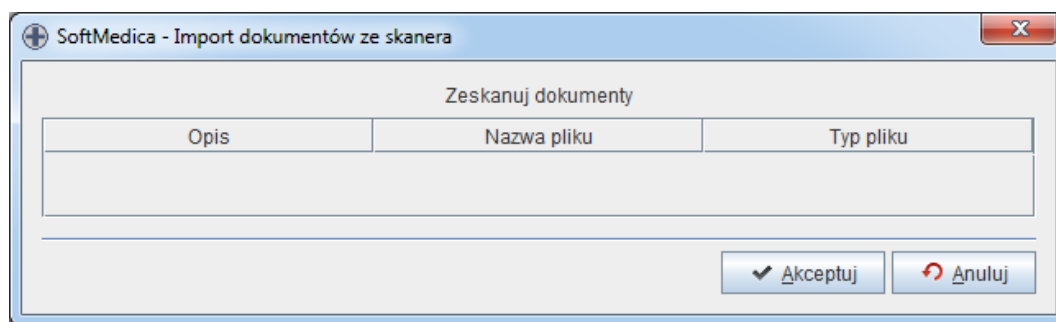 SoftMedica - Import dokumentów ze skanera
Zeskanuj dokumenty
Opis Nazwa pliku Typ pliku
Akceptuj Anuluj